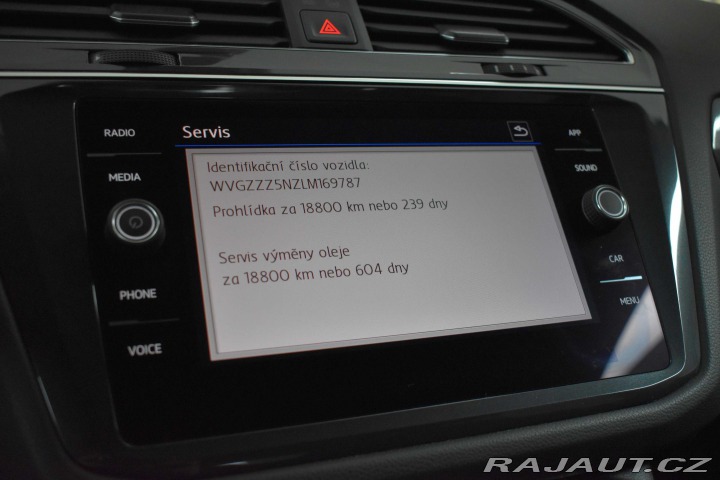 RADIO
MEDIA
PHONE
VOICE
Servis
Identifikační číslo vozidla:
WVGZZZ5NZLM169787
Prohlídka za 18800 km nebo 239 dny
Servis výměny oleje
za 18800 km nebo 604 dny
APP
SOUND
CAR
MENU
RAJAUT.CZ